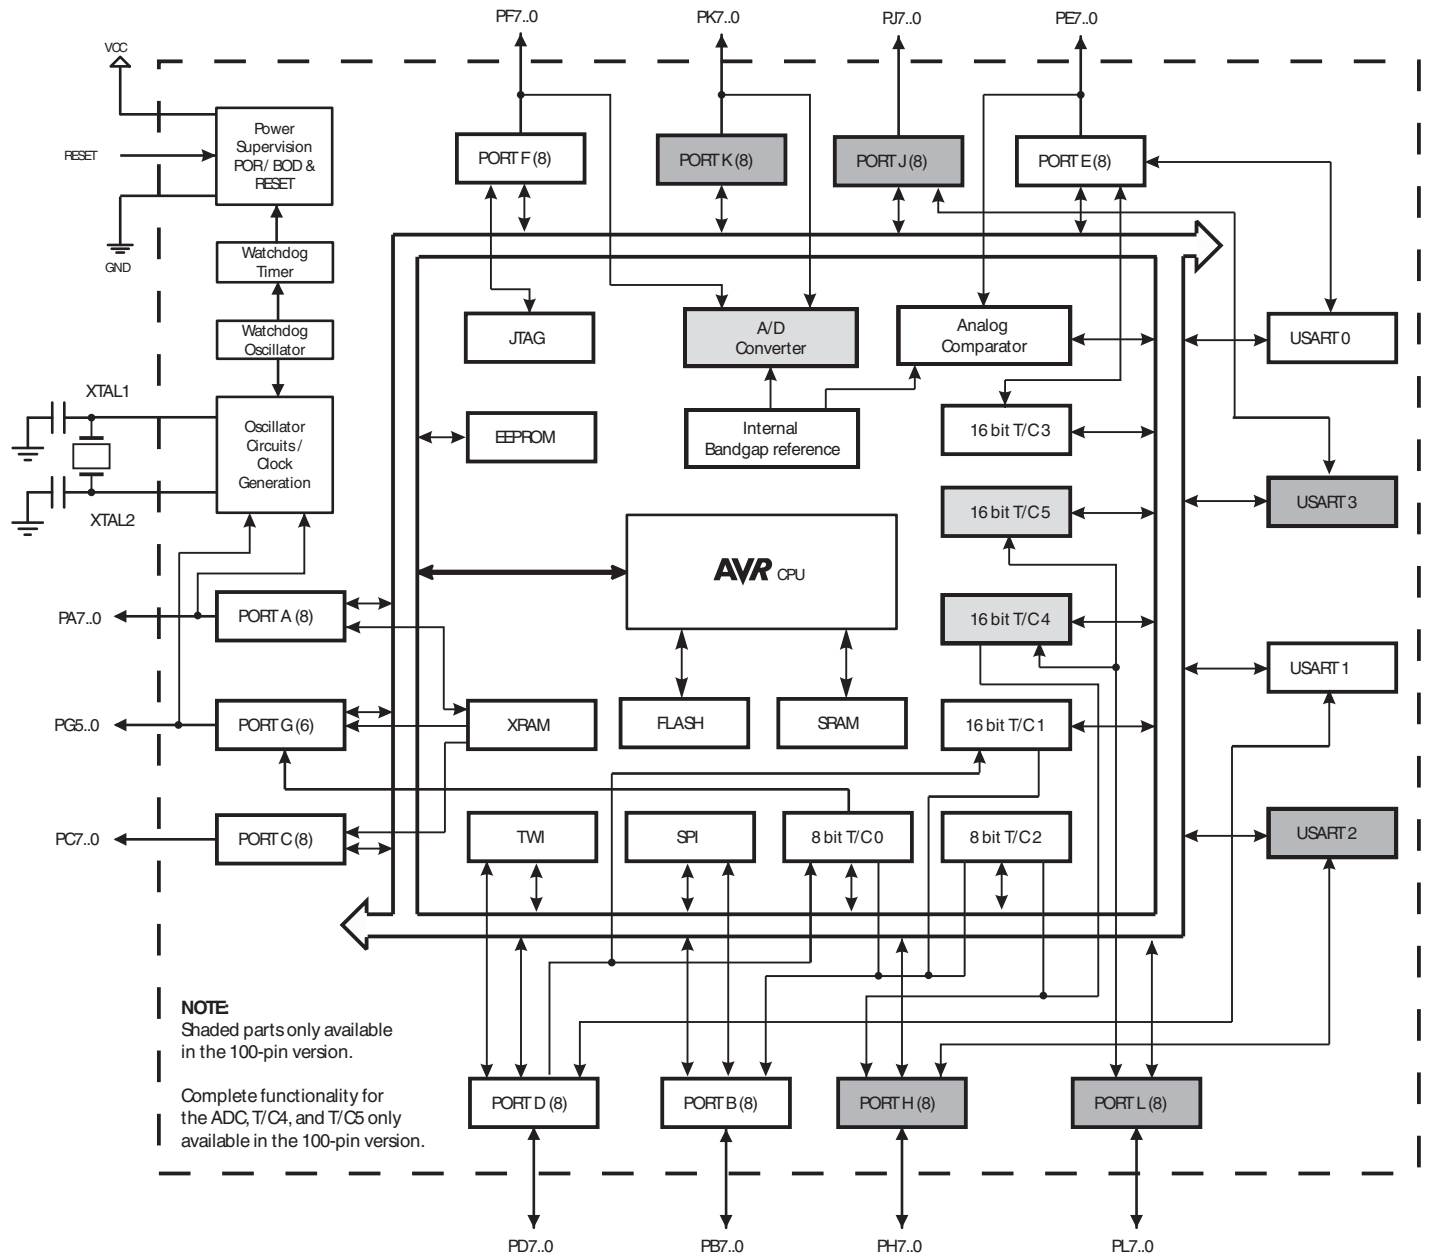 PF7..0
PK7..0
PJ7..0
PE7..0
VCC
RESET
GND
Power
Supervision
POR / BOD &
RESET
PORT F (8)
PORT K (8)
PORT J (8)
PORT E (8)
Watchdog
Timer
Watchdog
Oscillator
JTAG
A/D
Converter
Analog
Comparator
USART 0
XTAL1
XTAL2
Oscillator
Circuits /
Clock
Generation
EEPROM
Internal
Bandgap reference
16 bit T/C 3
16 bit T/C 5
USART 3
AVR CPU
PA7..0
PORT A (8)
16 bit T/C 4
USART 1
PG5..0
PORT G (6)
XRAM
FLASH
SRAM
16 bit T/C 1
PC7..0
PORT C (8)
TWI
SPI
8 bit T/C 0
8 bit T/C 2
USART 2
NOTE:
Shaded parts only available
in the 100-pin version.
Complete functionality for
the ADC, T/C4, and T/C5 only
available in the 100-pin version.
PORT D (8)
PORT B (8)
PORT H (8)
PORT L (8)
PD7..0
PB7..0
PH7..0
PL7..0